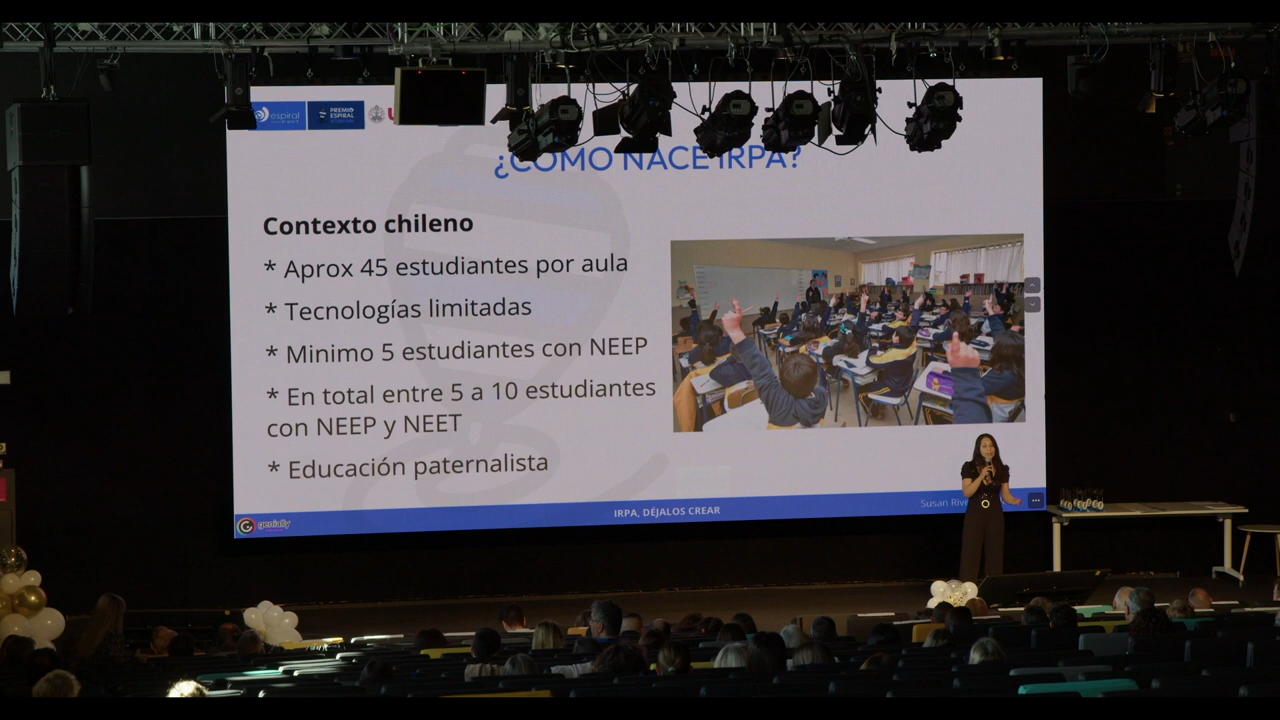 espiral
PREMIO
ESPIRAL
¿CÓMO NACE IRPA?
Contexto chileno
* Aprox 45 estudiantes por aula
* Tecnologías limitadas
* Minimo 5 estudiantes con NEEP
* En total entre 5 a 10 estudiantes
con NEEP y NEET
* Educación paternalista
genially
IRPA, DÉJALOS CREAR
Susan